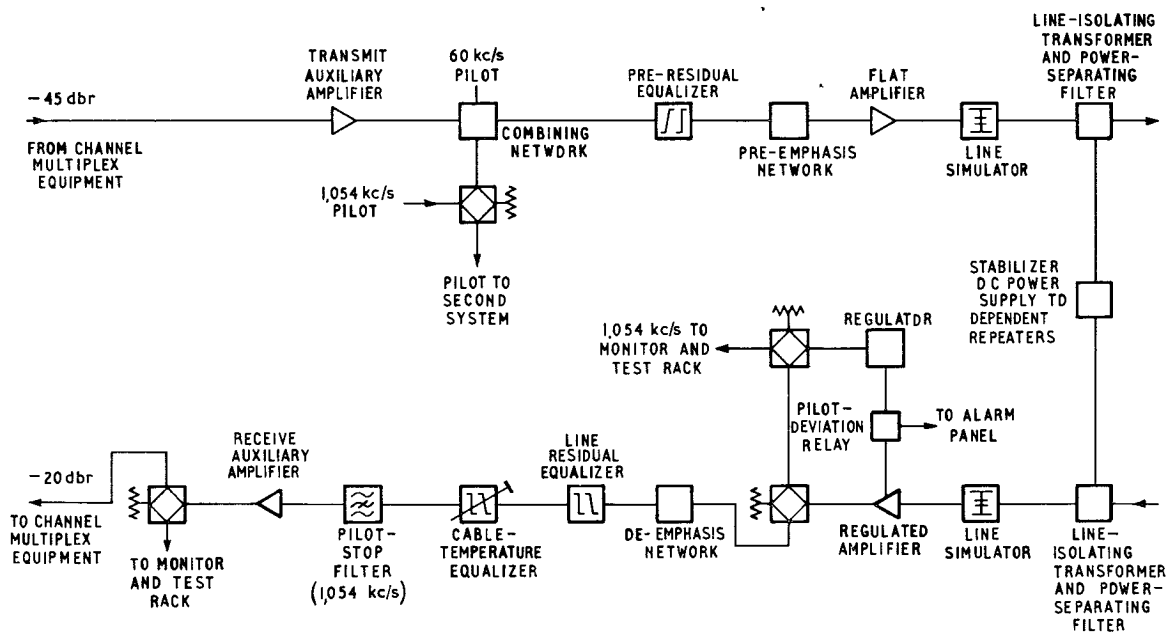 LINE-ISOLATING
TRANSFORMER
AND POWER-
SEPARATING
FILTER
TRANSMIT
AUXILIARY
AMPLIFIER
60 kc/s
PILOT
PRE-RESIDUAL
EQUALIZER
FLAT
AMPLIFIER
-45 dbr
FROM CHANNEL
MULTIPLEX
EQUIPMENT
COMBINING
NETWDRK
PRE-EMPHASIS
NETWORK
LINE
SIMULATOR
1,054 kc/s
PILOT
PILOT TO
SECOND
SYSTEM
STABILIZER
D C POWER
SUPPLY TD
DEPENDENT
REPEATERS
1,054 kc/s TO
MONITOR AND
TEST RACK
REGULATDR
PILOT-
DEVIATION
RELAY
TO ALARM
PANEL
RECEIVE
AUXILIARY
AMPLIFIER
LINE
RESIDUAL
EQUALIZER
-20 dbr
TO CHANNEL
MULTIPLEX
EQUIPMENT
TO MONITOR
AND TEST
RACK
PILOT-
STOP
FILTER
(1,054 kc/s)
CABLE-
TEMPERATURE
EQUALIZER
DE-EMPHASIS
NETWORK
REGULATED
AMPLIFIER
LINE
SIMULATOR
LINE-
ISOLATING
TRANSFORMER
AND PDWER-
SEPARATING
FILTER